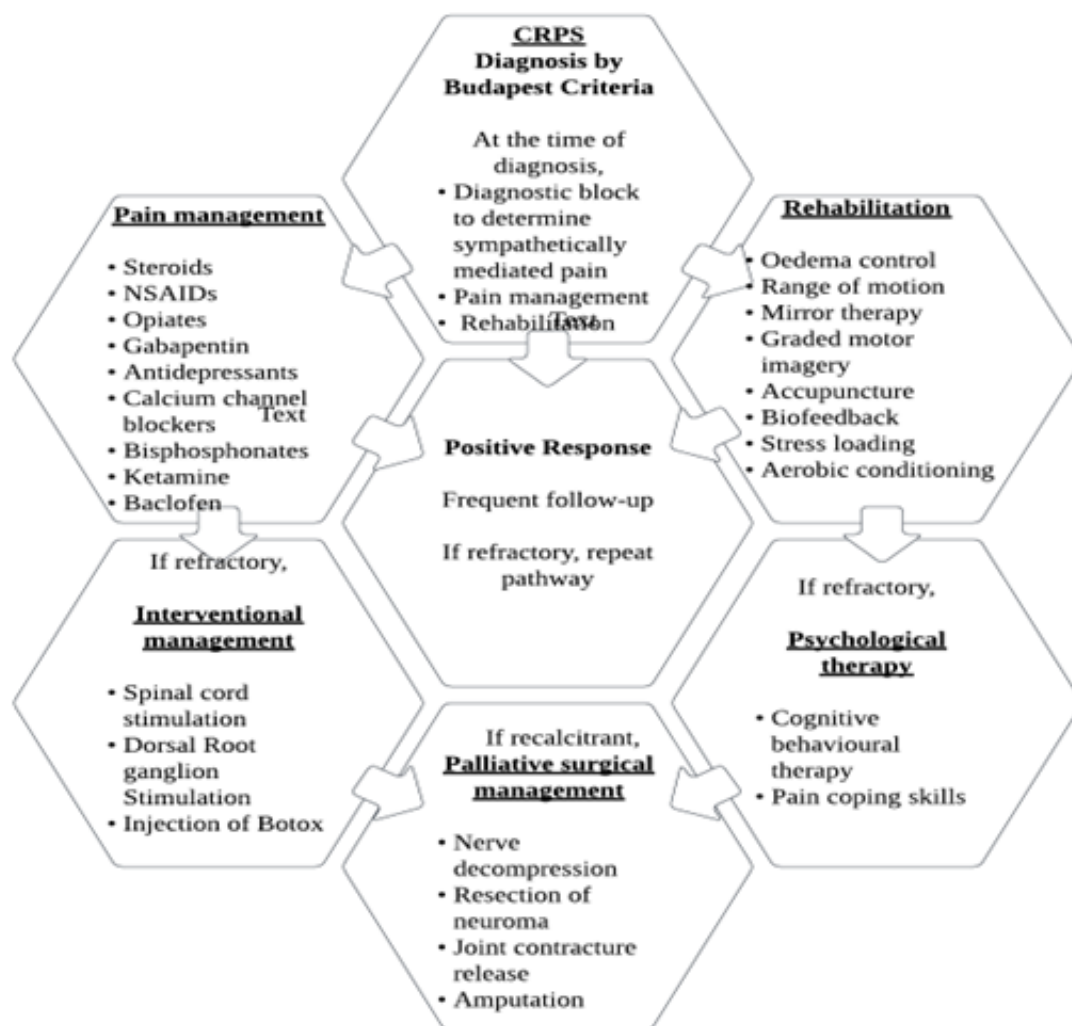 CRPS
Diagnosis by
Budapest Criteria
At the time of
diagnosis,
• Diagnostic block
to determine
sympathetically
mediated pain
• Pain management
• Rehabilitation
Text
Pain management
• Steroids
• NSAIDs
• Opiates
• Gabapentin
• Antidepressants
• Calcium channel
blockers
Text
• Bisphosphonates
• Ketamine
• Baclofen
Rehabilitation
• Oedema control
• Range of motion
• Mirror therapy
• Graded motor
imagery
• Accupuncture
• Biofeedback
• Stress loading
• Aerobic conditioning
Positive Response
Frequent follow-up
If refractory, repeat
pathway
If refractory,
Interventional
management
• Spinal cord
stimulation
• Dorsal Root
ganglion
Stimulation
• Injection of Botox
If refractory,
Psychological
therapy
• Cognitive
behavioural
therapy
• Pain coping skills
If recalcitrant,
Palliative surgical
management
• Nerve
decompression
• Resection of
neuroma
• Joint contracture
release
• Amputation